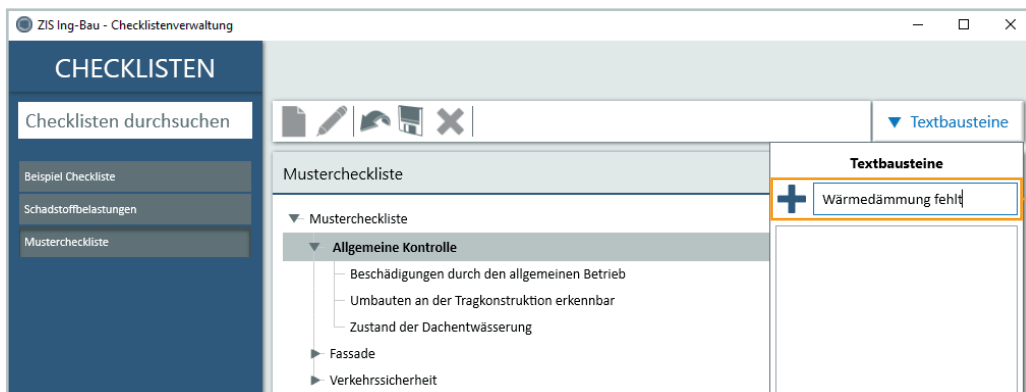 ZIS Ing-Bau - Checklistenverwaltung
CHECKLISTEN
Checklisten durchsuchen
Beispiel Checkliste
Schadstoffbelastungen
Mustercheckliste
Textbausteine
Textbausteine
Wärmedämmung fehlt
Mustercheckliste
Mustercheckliste
Allgemeine Kontrolle
Beschädigungen durch den allgemeinen Betrieb
Umbauten an der Tragkonstruktion erkennbar
Zustand der Dachentwässerung
Fassade
Verkehrssicherheit